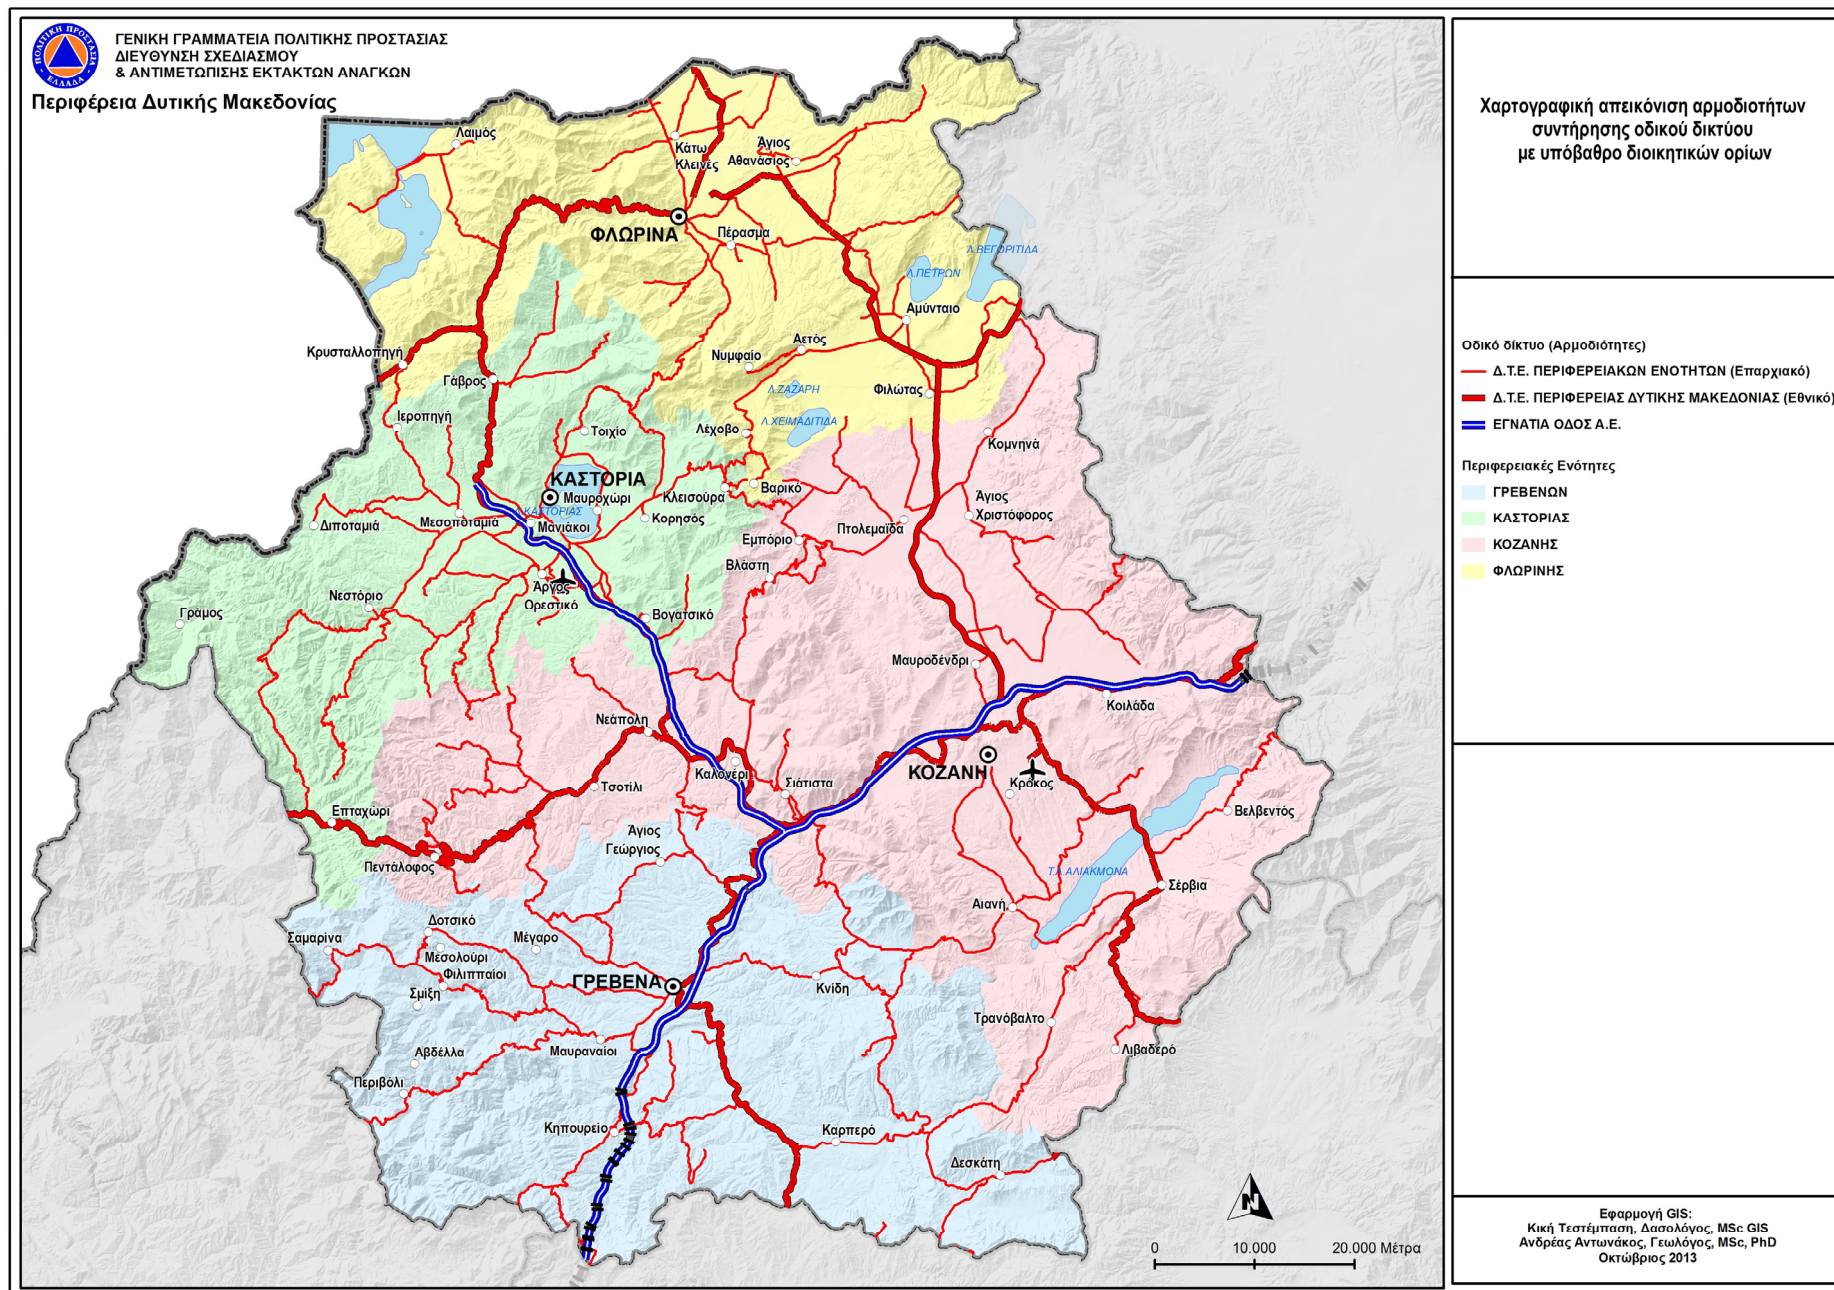 ΓΕΝΙΚΗ ΓΡΑΜΜΑΤΕΙΑ ΠΟΛΙΤΙΚΗΣ ΠΡΟΣΤΑΣΙΑΣ
ΔΙΕΥΘΥΝΣΗ ΣΧΕΔΙΑΣΜΟΥ
& ΑΝΤΙΜΕΤΩΠΙΣΗΣ ΕΚΤΑΚΤΩΝ ΑΝΑΓΚΩΝ
Περιφέρεια Δυτικής Μακεδονίας
ΠΟΛΙΤΙΚΗ ΠΡΟΣΤΑΣΙΑ
ΕΛΛΑΔΑ
Λαιμός
Κάτω
Κλεινές
Άγιος
Αθανάσιος
ΦΛΩΡΙΝΑ
Πέρασμα
Λ.ΒΕΓΟΡΙΤΙΔΑ
Λ.ΠΕΤΡΩΝ
Αμύνταιο
Κρυσταλλοπηγή
Νυμφαίο
Αετός
Γάβρος
Λ.ΖΑΖΑΡΗ
Φιλώτας
Ιεροπηγή
Τοιχίο
Λέχοβο
Λ.ΧΕΙΜΑΔΙΤΙΔΑ
Κομνηνά
ΚΑΣΤΟΡΙΑ
Μαυροχώρι
Κλεισούρα
Βαρικό
Άγιος
Χριστόφορος
Διποταμιά
Μεσοποταμία
Λ.ΚΑΣΤΟΡΙΑΣ
Μανιάκοι
Κορησός
Πτολεμαΐδα
Εμπόριο
Βλάστη
Άργος
Ορεστικό
Νεστόριο
Γράμος
Βογατσικό
Μαυροδένδρι
Κοιλάδα
Νεάπολη
Καλονέρι
Σιάτιστα
ΚΟΖΑΝΗ
Κρόκος
Τσοτίλι
Βελβεντός
Επταχώρι
Άγιος
Γεώργιος
Πεντάλοφος
Τ.Λ.ΑΛΙΑΚΜΟΝΑ
Σέρβια
Αιανή
Δοτσικό
Σαμαρίνα
Μεσολούρι
Μέγαρο
Φιλιππαίοι
ΓΡΕΒΕΝΑ
Κνίδη
Σμίξη
Τρανόβαλτο
Αβδέλλα
Μαυραναίοι
Λιβαδερό
Περιβόλι
Κηπουρείο
Καρπερό
Δεσκάτη
N
0 10.000 20.000 Μέτρα
Χαρτογραφική απεικόνιση αρμοδιοτήτων
συντήρησης οδικού δικτύου
με υπόβαθρο διοικητικών ορίων
Οδικό δίκτυο (Αρμοδιότητες)
Δ.Τ.Ε. ΠΕΡΙΦΕΡΕΙΑΚΩΝ ΕΝΟΤΗΤΩΝ (Επαρχιακό)
Δ.Τ.Ε. ΠΕΡΙΦΕΡΕΙΑΣ ΔΥΤΙΚΗΣ ΜΑΚΕΔΟΝΙΑΣ (Εθνικό)
ΕΓΝΑΤΙΑ ΟΔΟΣ Α.Ε.
Περιφερειακές Ενότητες
ΓΡΕΒΕΝΩΝ
ΚΑΣΤΟΡΙΑΣ
ΚΟΖΑΝΗΣ
ΦΛΩΡΙΝΗΣ
Εφαρμογή GIS:
Κική Τεστέμπαση, Δασολόγος, MSc GIS
Ανδρέας Αντωνάκος, Γεωλόγος, MSc, PhD
Οκτώβριος 2013